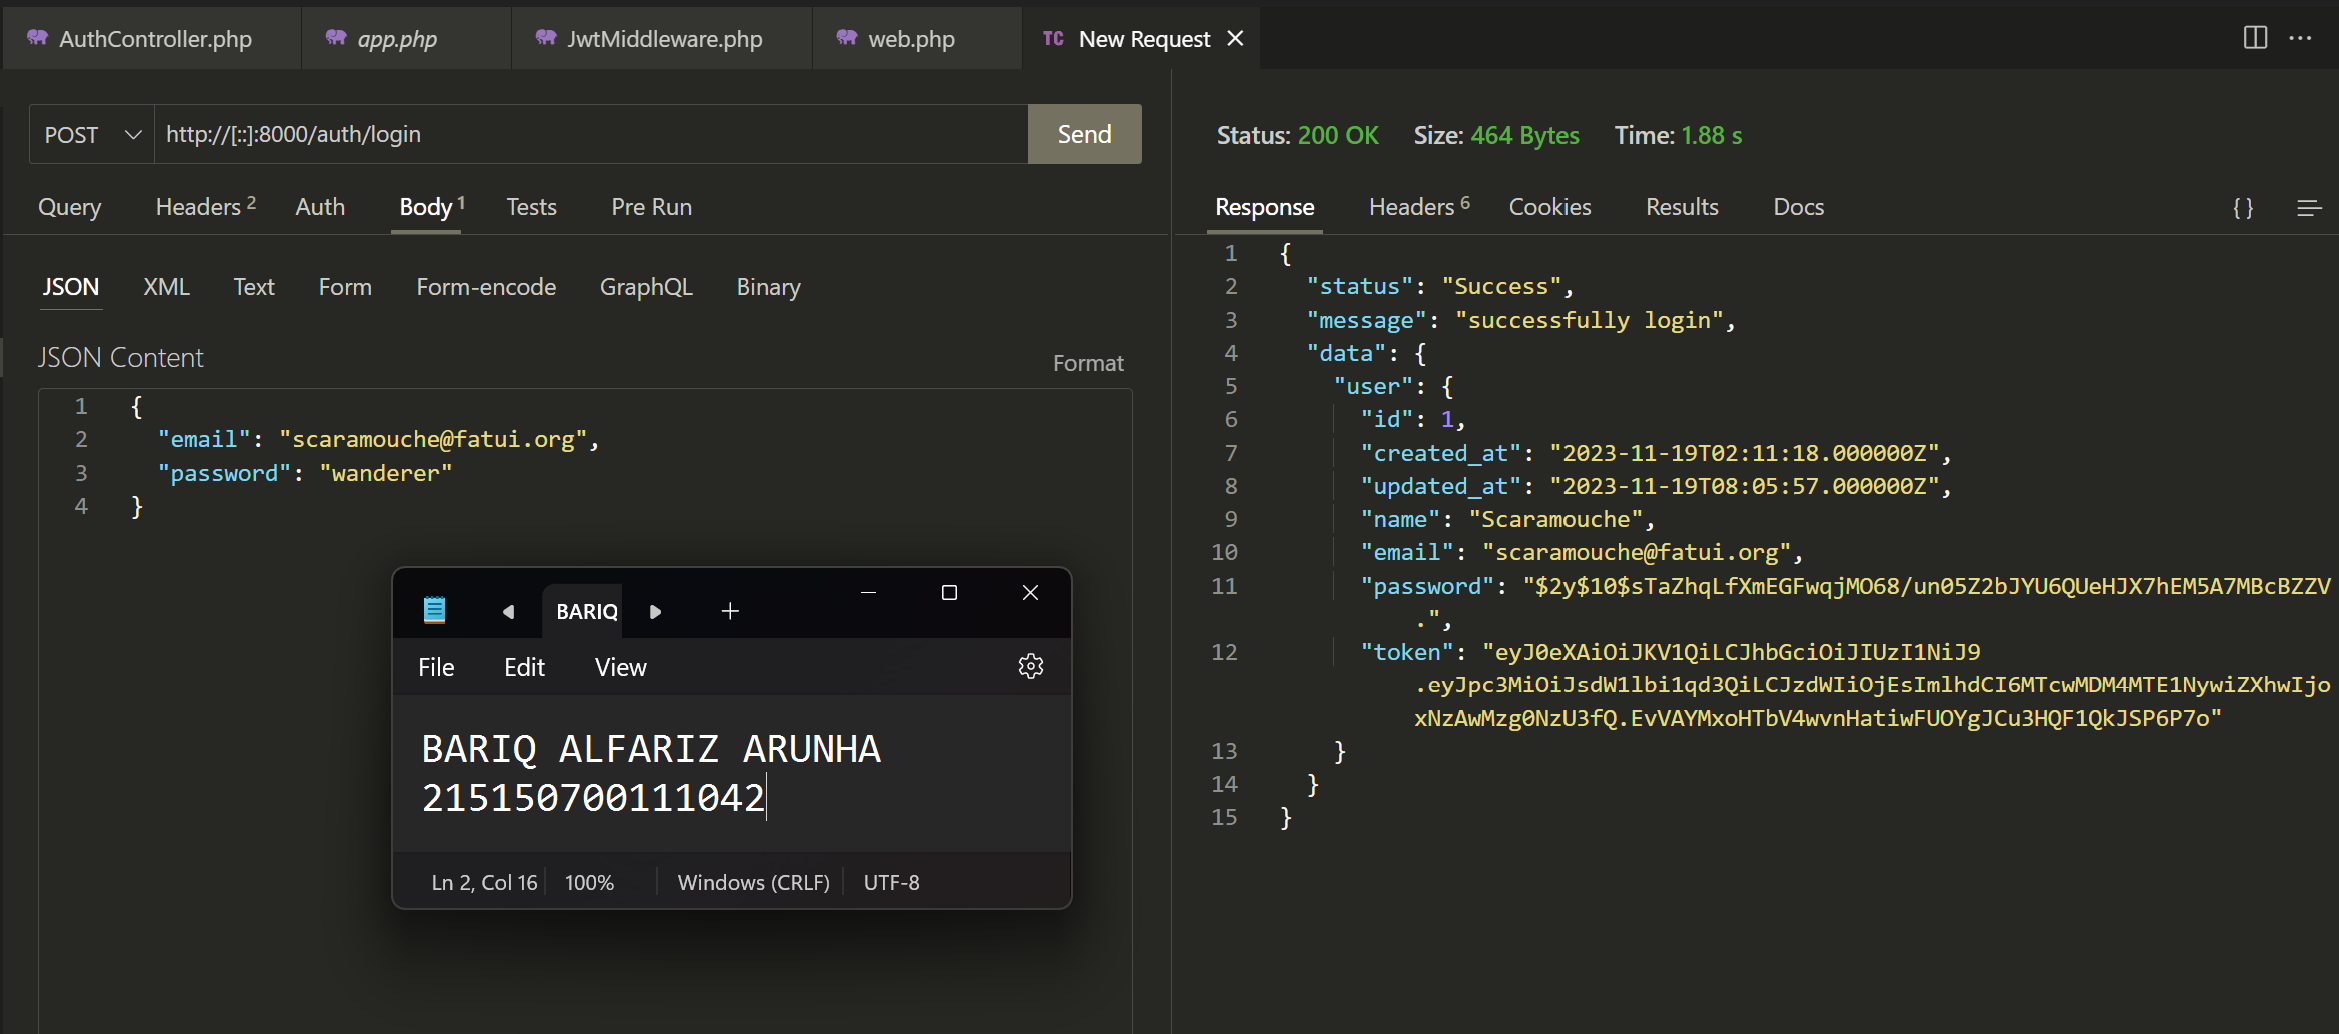 AuthController.php app.php JwtMiddleware.php web.php TC New Request
POST http://[::]:8000/auth/login Send
Query Headers 2 Auth Body 1 Tests Pre Run
JSON XML Text Form Form-encode GraphQL Binary
JSON Content Format
1 {
2 "email": "scaramouche@fatui.org",
3 "password": "wanderer"
4 }
BARIQ
File Edit View
BARIQ ALFARIZ ARUNHA
215150700111042
Ln 2, Col 16 100% Windows (CRLF) UTF-8
Status: 200 OK Size: 464 Bytes Time: 1.88 s
Response Headers 6 Cookies Results Docs { }
1 {
2 "status": "Success",
3 "message": "successfully login",
4 "data": {
5 "user": {
6 "id": 1,
7 "created_at": "2023-11-19T02:11:18.000000Z",
8 "updated_at": "2023-11-19T08:05:57.000000Z",
9 "name": "Scaramouche",
10 "email": "scaramouche@fatui.org",
11 "password": "$2y$10$sTaZhqLfXmEGFwqjMO68/un05Z2bJYU6QUeHJX7hEM5A7MBcBZZV
.",
12 "token": "eyJ0eXAiOiJKV1QiLCJhbGciOiJIUzI1NiJ9
.eyJpc3MiOiJsdW1lbi1qd3QiLCJzdWIiOjEsImlhdCI6MTcwMDM4MTE1NywiZXhwIjo
xNzAwMzg0NzU3fQ.EvVAYMxoHTbV4wvnHatiwFUOYgJCu3HQF1QkJSP6P7o"
13 }
14 }
15 }